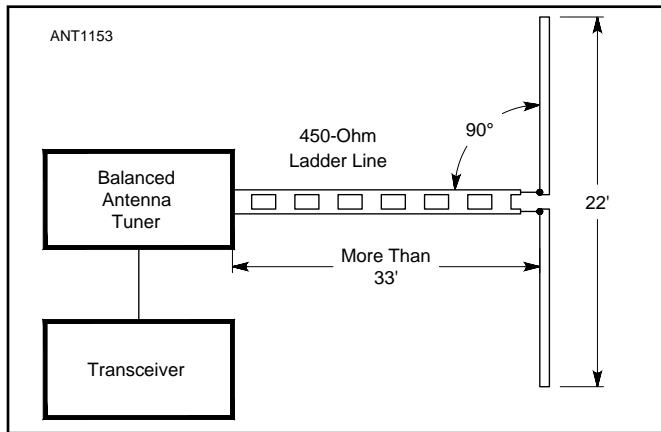 ANT1153
450-Ohm
Ladder Line
90°
Balanced
Antenna
Tuner
22'
More Than
33'
Transceiver